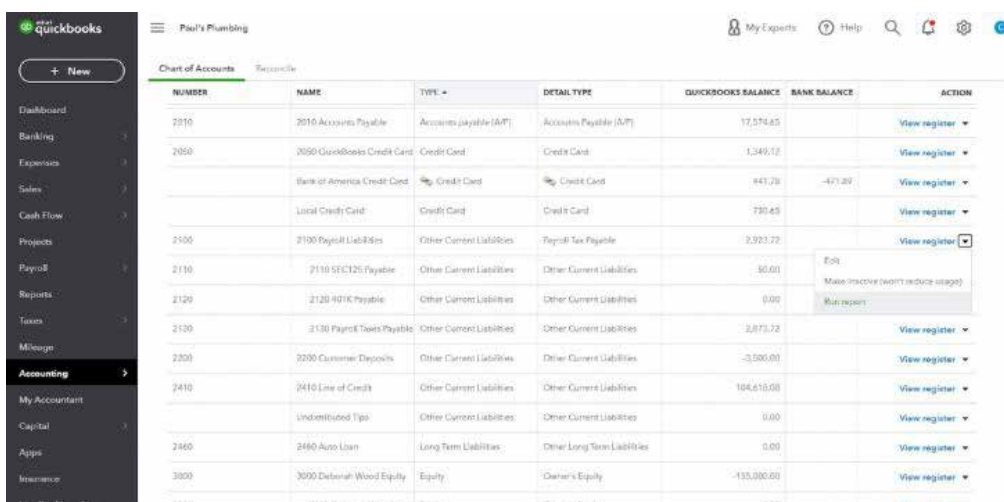 intuit quickbooks
Paul's Plumbing
My Experts
Help
+ New
Dashboard
Banking
Expenses
Sales
Cash Flow
Projects
Payroll
Reports
Taxes
Mileage
Accounting
My Accountant
Capital
Apps
Insurance
Chart of Accounts Reconcile
NUMBER NAME TYPE DETAIL TYPE QUICKBOOKS BALANCE BANK BALANCE ACTION
2010 2010 Accounts Payable Accounts payable (A/P) Accounts Payable (A/P) 17,574.65 View register
2050 2050 QuickBooks Credit Card Credit Card Credit Card 1,349.12 View register
Bank of America Credit Card Credit Card Credit Card 441.78 View register
Local Credit Card Credit Card Credit Card 730.65 View register
2100 2100 Payroll Liabilities Other Current Liabilities Payroll Tax Payable 2,923.72 View register
2110 2110 SEC125 Payable Other Current Liabilities Other Current Liabilities 50.00
Edit
Make inactive (won't reduce usage)
Run report
2120 2120 401K Payable Other Current Liabilities Other Current Liabilities 0.00
2130 2130 Payroll Taxes Payable Other Current Liabilities Other Current Liabilities 2,873.72 View register
2200 2200 Customer Deposits Other Current Liabilities Other Current Liabilities -3,500.00 View register
2410 2410 Line of Credit Other Current Liabilities Other Current Liabilities View register
Undistributed Tips Other Current Liabilities Other Current Liabilities 0.00 View register
2460 2460 Auto Loan Long Term Liabilities Other Long Term Liabilities 0.00 View register
3000 3000 Deborah Wood Equity Equity Owner's Equity View register